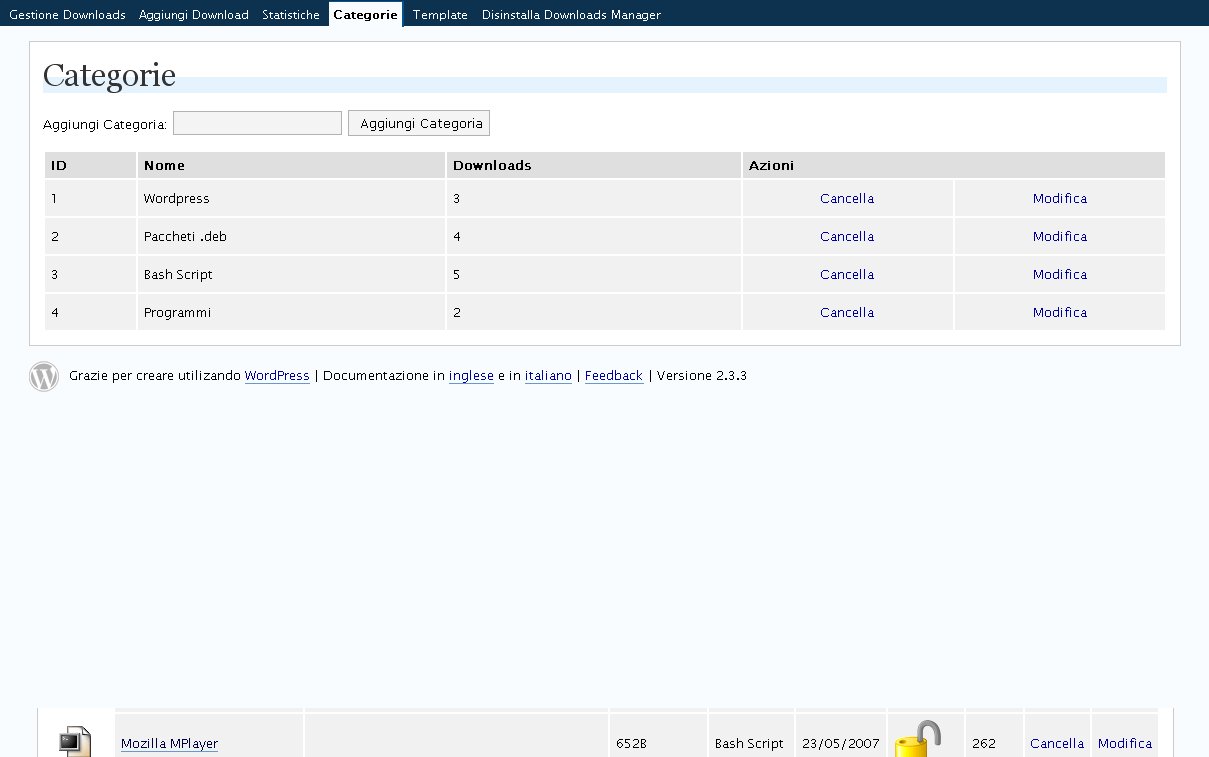 Gestione Downloads Aggiungi Download Statistiche Categorie Template Disinstalla Downloads Manager
Categorie
Aggiungi Categoria: Aggiungi Categoria
ID Nome Downloads Azioni
1 Wordpress 3 Cancella Modifica
2 Paccheti .deb 4 Cancella Modifica
3 Bash Script 5 Cancella Modifica
4 Programmi 2 Cancella Modifica
Grazie per creare utilizando WordPress | Documentazione in inglese e in italiano | Feedback | Versione 2.3.3
Mozilla MPlayer 652B Bash Script 23/05/2007 262 Cancella Modifica